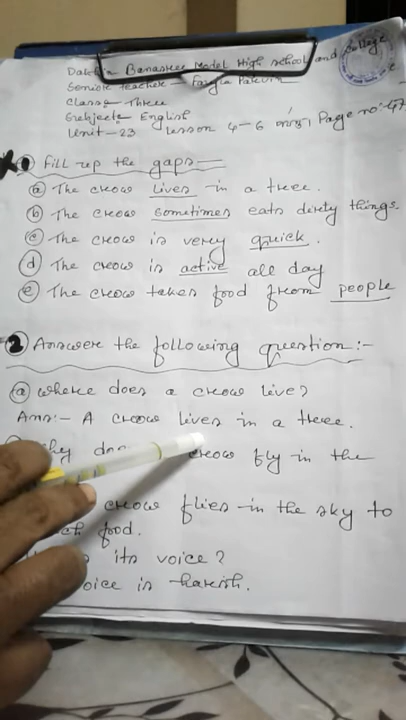 Dakshin Banasree Model High school and College
Seniore teacher - Parvin
Class - Three
Subject - English
Unit - 23 Lesson 4-6 Page no: 47
1 Fill up the gaps
a The crow lives in a tree.
b The crow sometimes eats dirty things.
c The crow is very quick.
d The crow is active all day
e The crow takes food from people
2 Answer the following question:-
a Where does a crow live?
Ans:- A crow lives in a tree.
crow fly in the
crow flies in the sky to
food.
its voice?
voice is harsh.